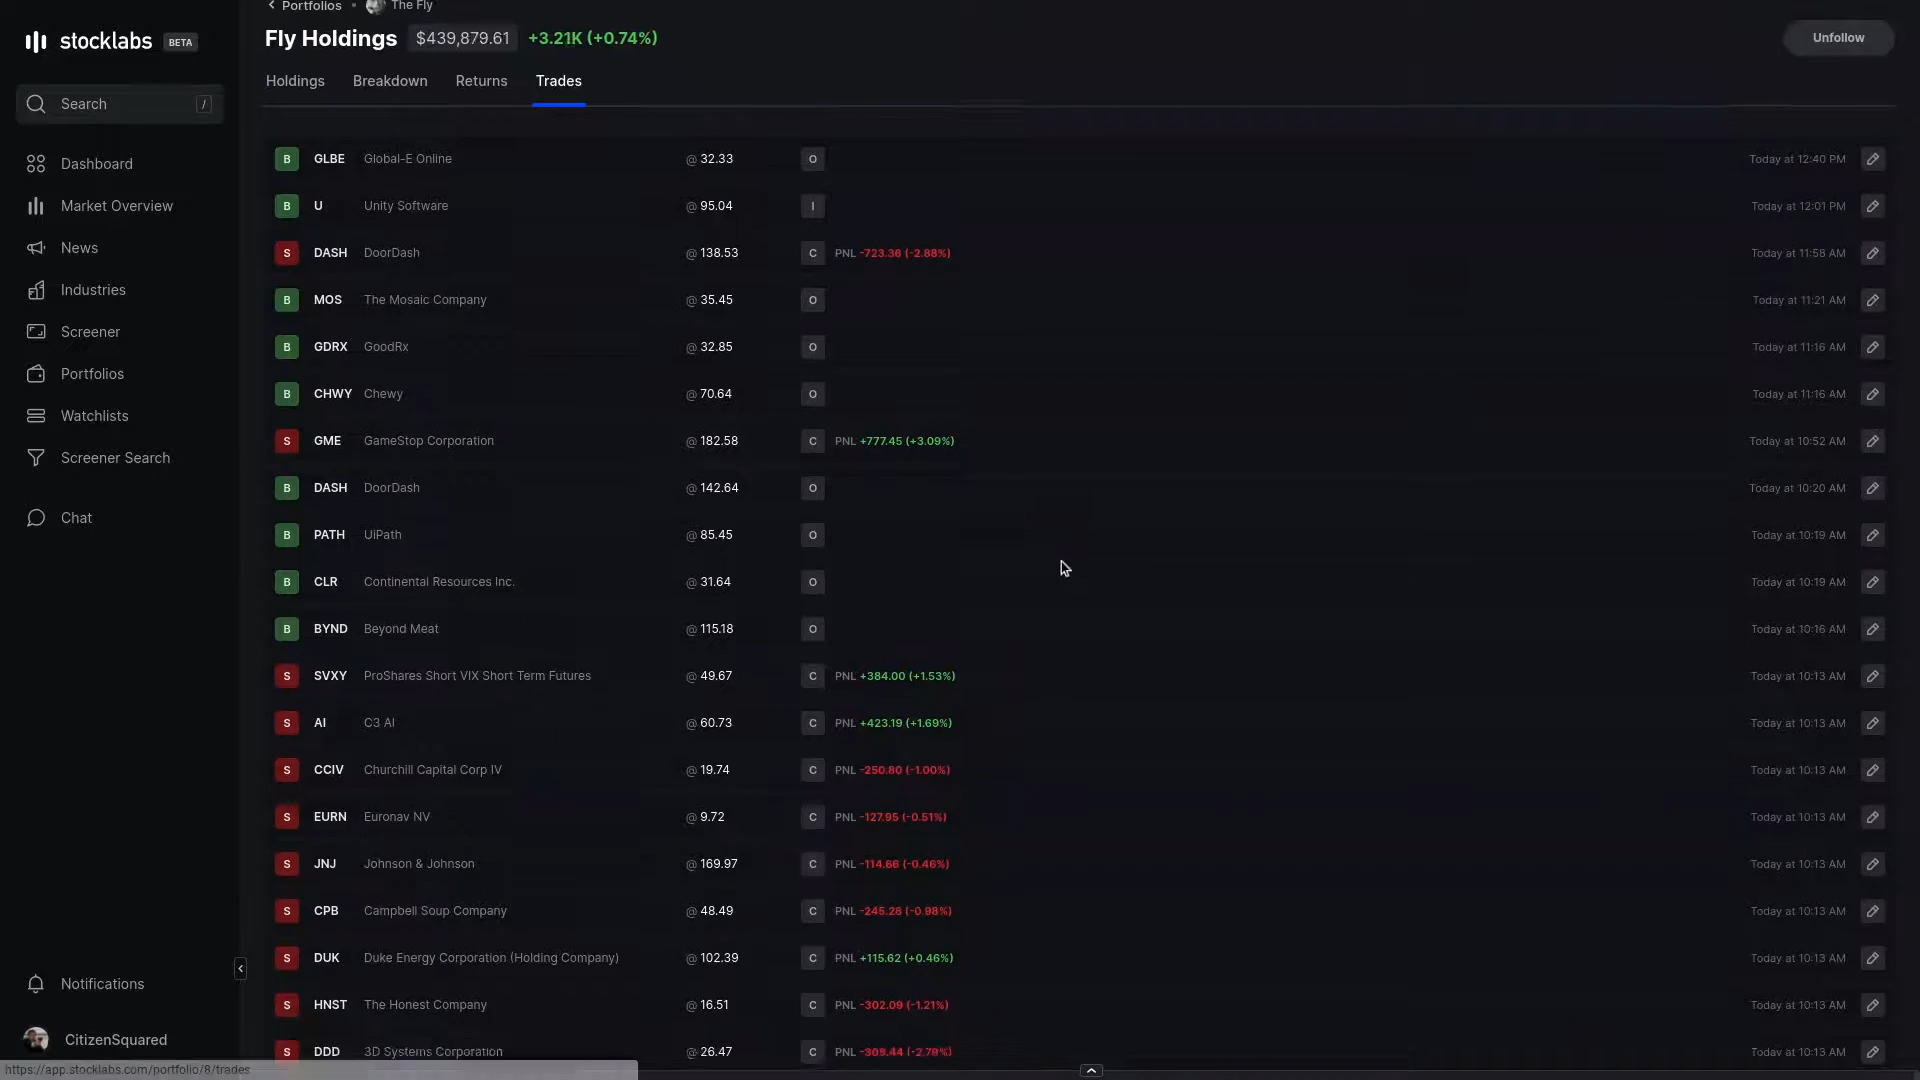 Portfolios • The Fly
stocklabs BETA
Fly Holdings $439,879.61 +3.21K (+0.74%)
Unfollow
Holdings Breakdown Returns Trades
Search /
Dashboard
Market Overview
News
Industries
Screener
Portfolios
Watchlists
Screener Search
Chat
Notifications
CitizenSquared
B GLBE Global-E Online @ 32.33 O Today at 12:40 PM
B U Unity Software @ 95.04 I Today at 12:01 PM
S DASH DoorDash @ 138.53 C PNL -723.36 (-2.88%) Today at 11:58 AM
B MOS The Mosaic Company @ 35.45 O Today at 11:21 AM
B GDRX GoodRx @ 32.85 O Today at 11:16 AM
B CHWY Chewy @ 70.64 O Today at 11:16 AM
S GME GameStop Corporation @ 182.58 C PNL +777.45 (+3.09%) Today at 10:52 AM
B DASH DoorDash @ 142.64 O Today at 10:20 AM
B PATH UiPath @ 85.45 O Today at 10:19 AM
B CLR Continental Resources Inc. @ 31.64 O Today at 10:19 AM
B BYND Beyond Meat @ 115.18 O Today at 10:16 AM
S SVXY ProShares Short VIX Short Term Futures @ 49.67 C PNL +384.00 (+1.53%) Today at 10:13 AM
S AI C3 AI @ 60.73 C PNL +423.19 (+1.69%) Today at 10:13 AM
S CCIV Churchill Capital Corp IV @ 19.74 C PNL -250.80 (-1.00%) Today at 10:13 AM
S EURN Euronav NV @ 9.72 C PNL -127.95 (-0.51%) Today at 10:13 AM
S JNJ Johnson & Johnson @ 169.97 C PNL -114.66 (-0.46%) Today at 10:13 AM
S CPB Campbell Soup Company @ 48.49 C PNL -245.28 (-0.98%) Today at 10:13 AM
S DUK Duke Energy Corporation (Holding Company) @ 102.39 C PNL +115.62 (+0.46%) Today at 10:13 AM
S HNST The Honest Company @ 16.51 C PNL -302.09 (-1.21%) Today at 10:13 AM
S DDD 3D Systems Corporation @ 26.47 C PNL (-2.79%) Today at 10:13 AM
https://app.stocklabs.com/portfolio/8/trades